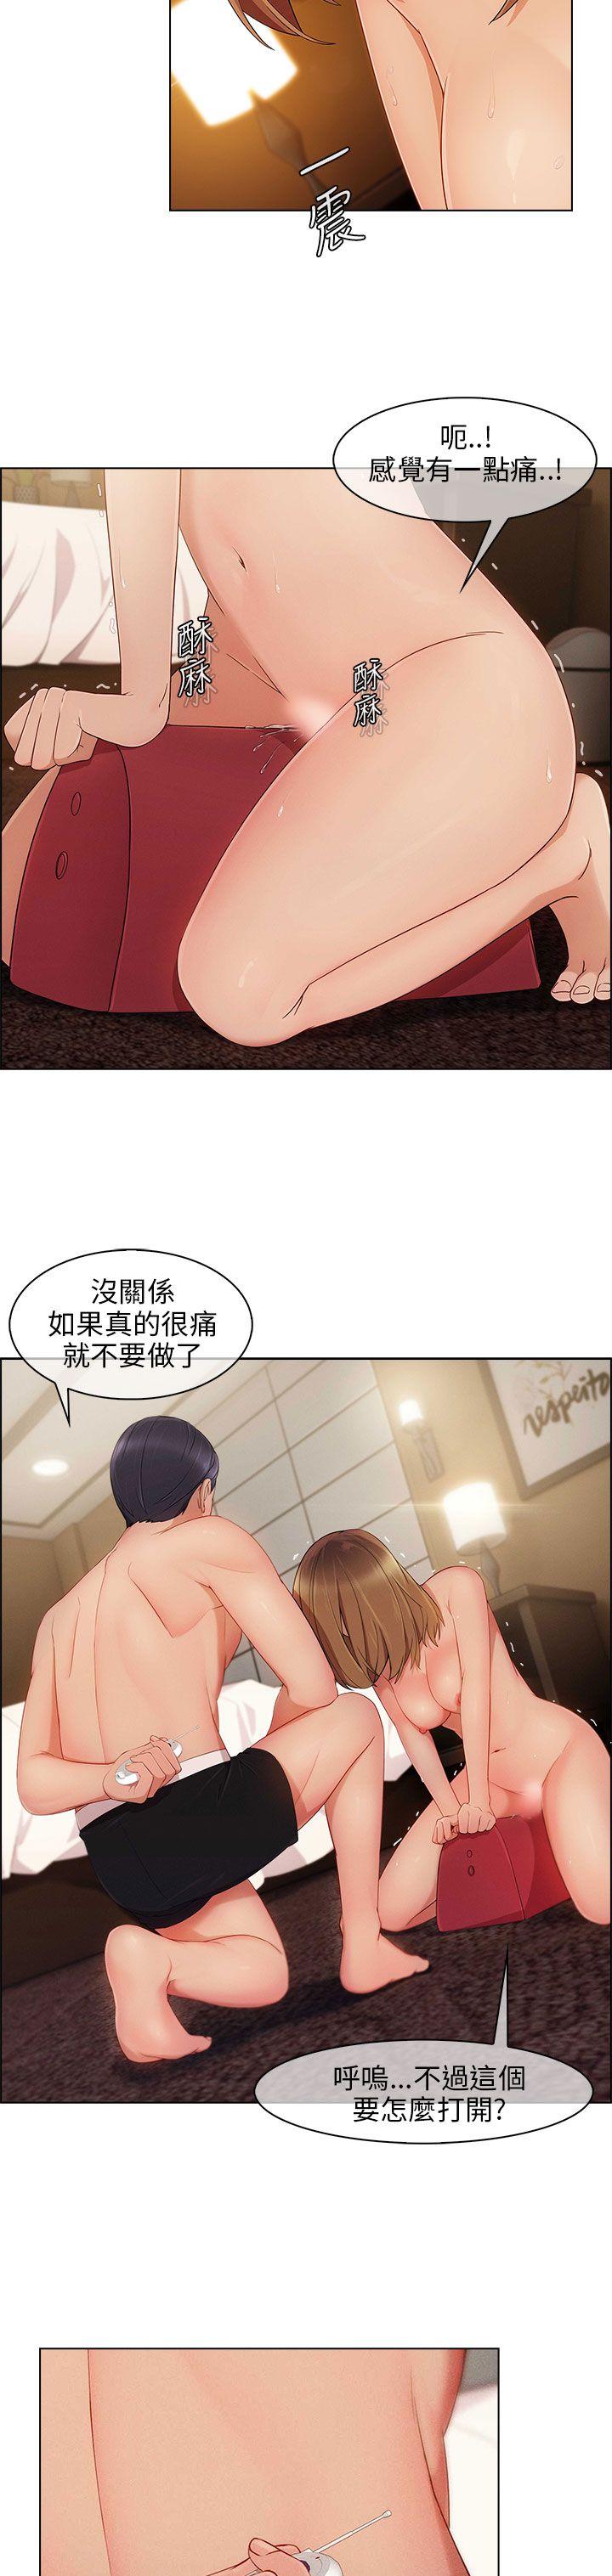 一震
呃..!
感覺有一點痛..!
酥麻
酥麻
沒關係
如果真的很痛
就不要做了
respeito
呼嗚...不過這個
要怎麼打開?